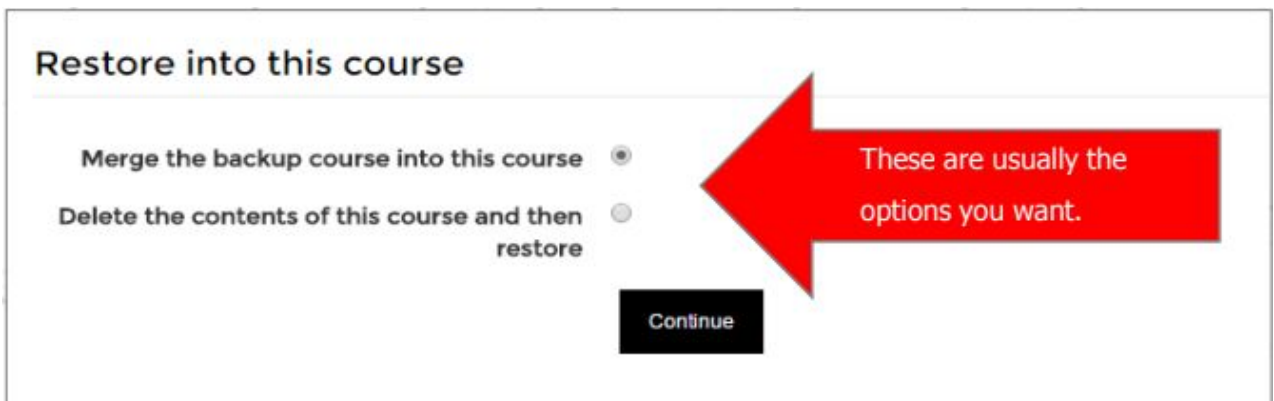 Restore into this course
Merge the backup course into this course
Delete the contents of this course and then
restore
These are usually the
options you want.
Continue